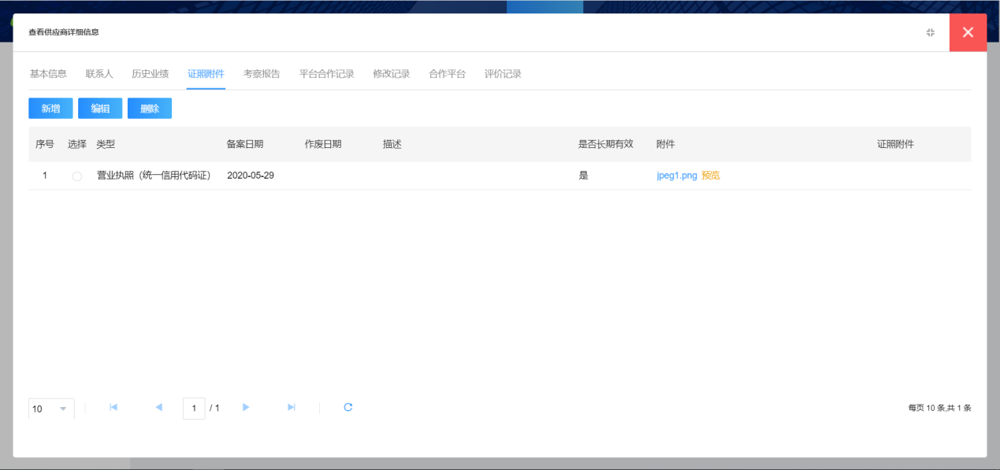 查看供应商详细信息
基本信息 联系人 历史业绩 证照附件 考察报告 平台合作记录 修改记录 合作平台 评价记录
新增 编辑 删除
序号 选择 类型 备案日期 作废日期 描述 是否长期有效 附件 证照附件
1 营业执照（统一信用代码证） 2020-05-29 是 jpeg1.png 预览
10 1 / 1 每页 10 条,共 1 条